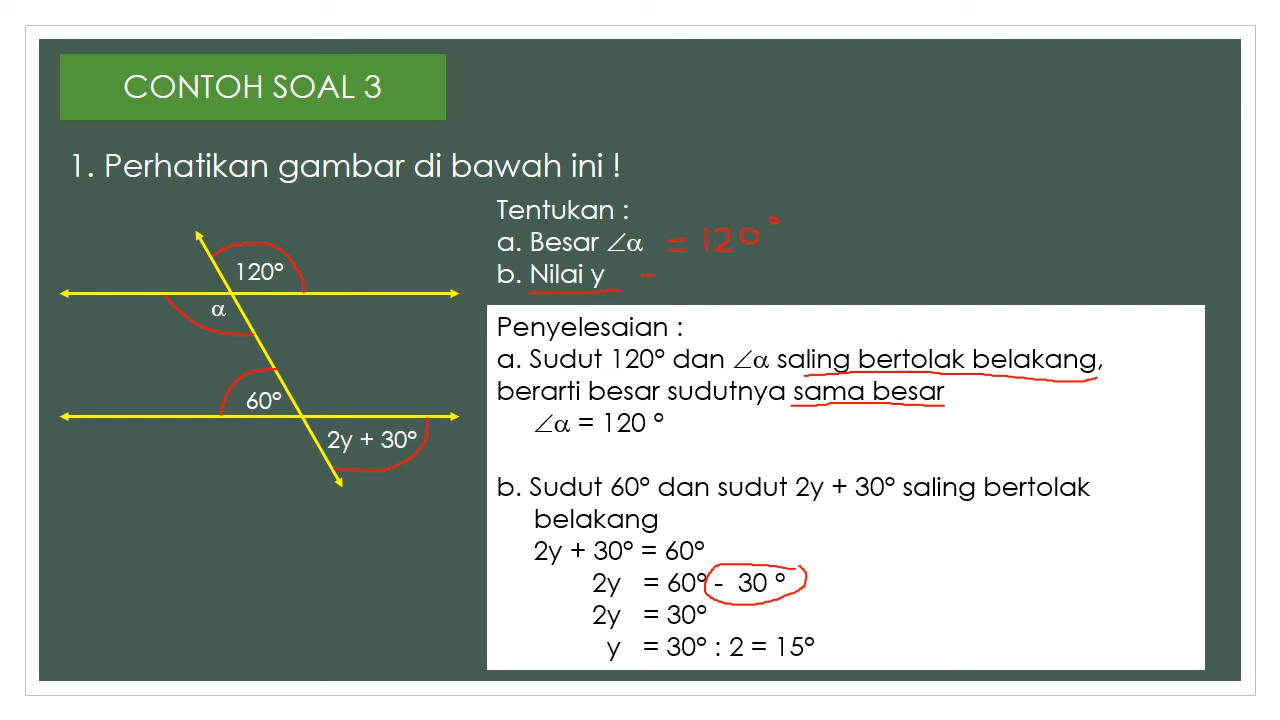 CONTOH SOAL 3
1. Perhatikan gambar di bawah ini !
120°
α
60°
2y + 30°
Tentukan :
a. Besar ∠α = 120°
b. Nilai y -
Penyelesaian :
a. Sudut 120° dan ∠α saling bertolak belakang,
berarti besar sudutnya sama besar
∠α = 120 °
b. Sudut 60° dan sudut 2y + 30° saling bertolak
belakang
2y + 30° = 60°
2y = 60° - 30 °
2y = 30°
y = 30° : 2 = 15°